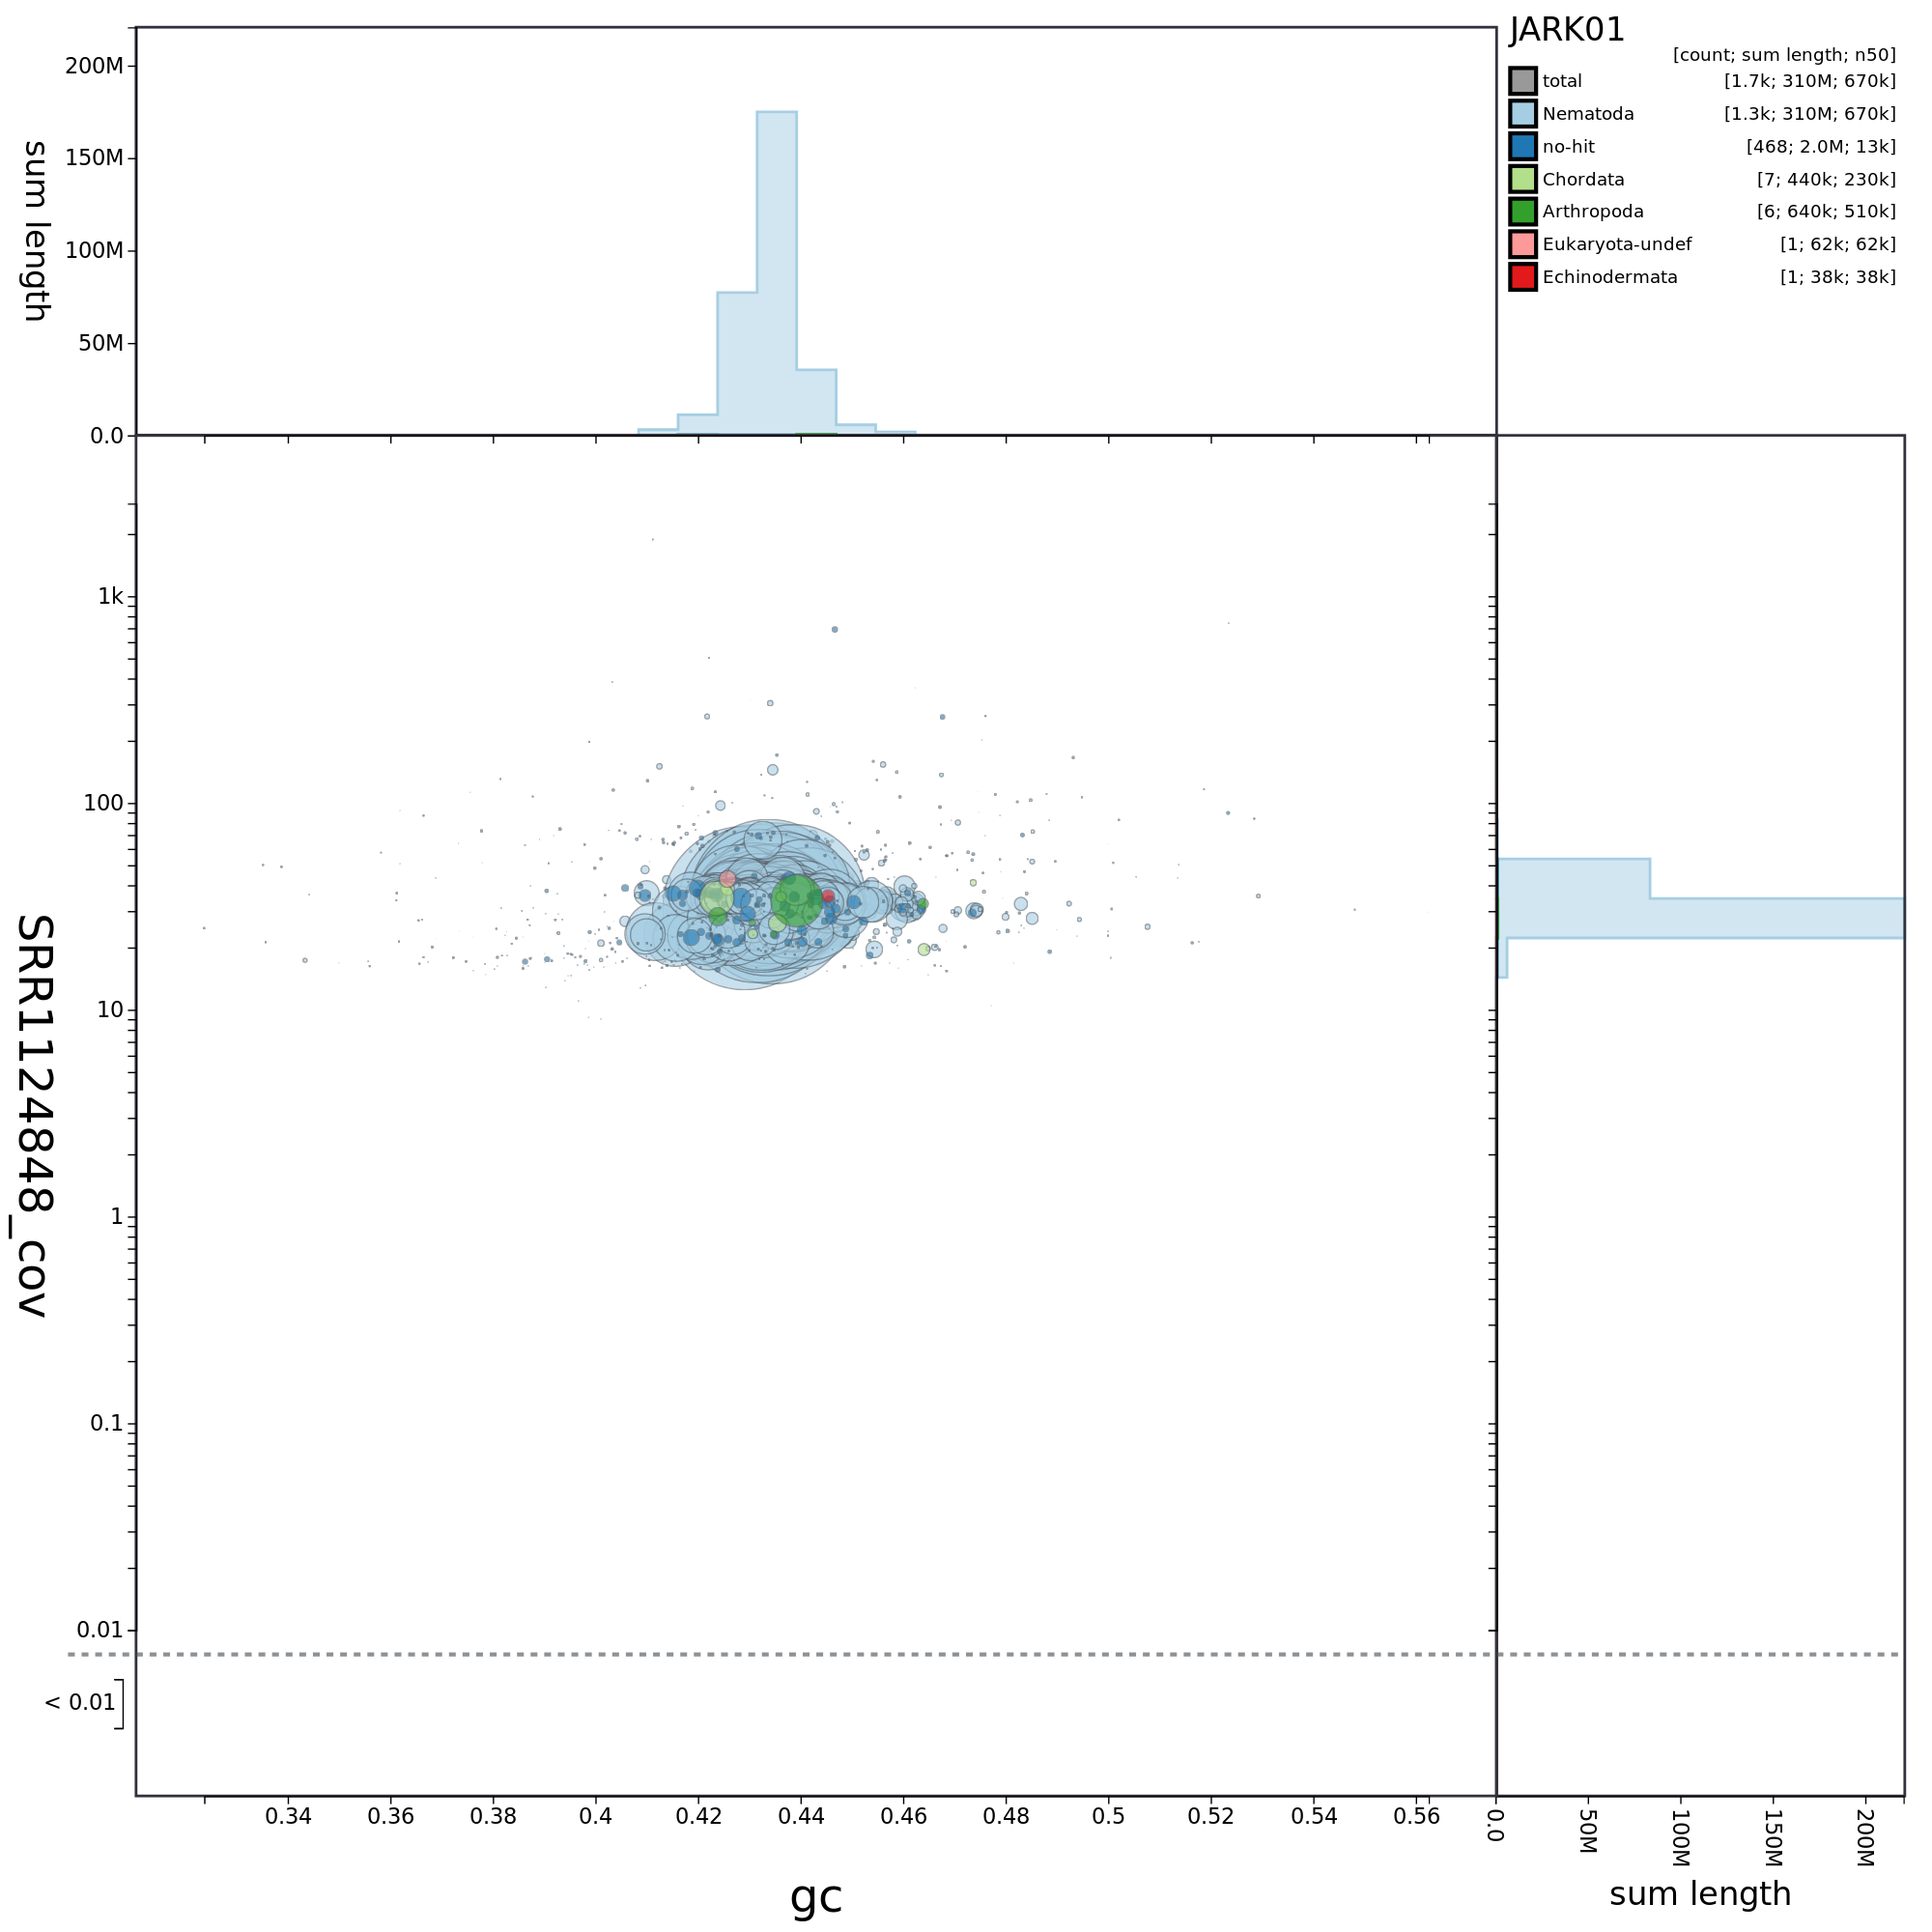 JARK01
[count; sum length; n50]
total [1.7k; 310M; 670k]
Nematoda [1.3k; 310M; 670k]
no-hit [468; 2.0M; 13k]
Chordata [7; 440k; 230k]
Arthropoda [6; 640k; 510k]
Eukaryota-undef [1; 62k; 62k]
Echinodermata [1; 38k; 38k]
sum length
200M
150M
100M
50M
0.0
SRR1124848_cov
1k
100
10
1
0.1
0.01
< 0.01
0.34 0.36 0.38 0.4 0.42 0.44 0.46 0.48 0.5 0.52 0.54 0.56
gc
0.0 50M 100M 150M 200M
sum length